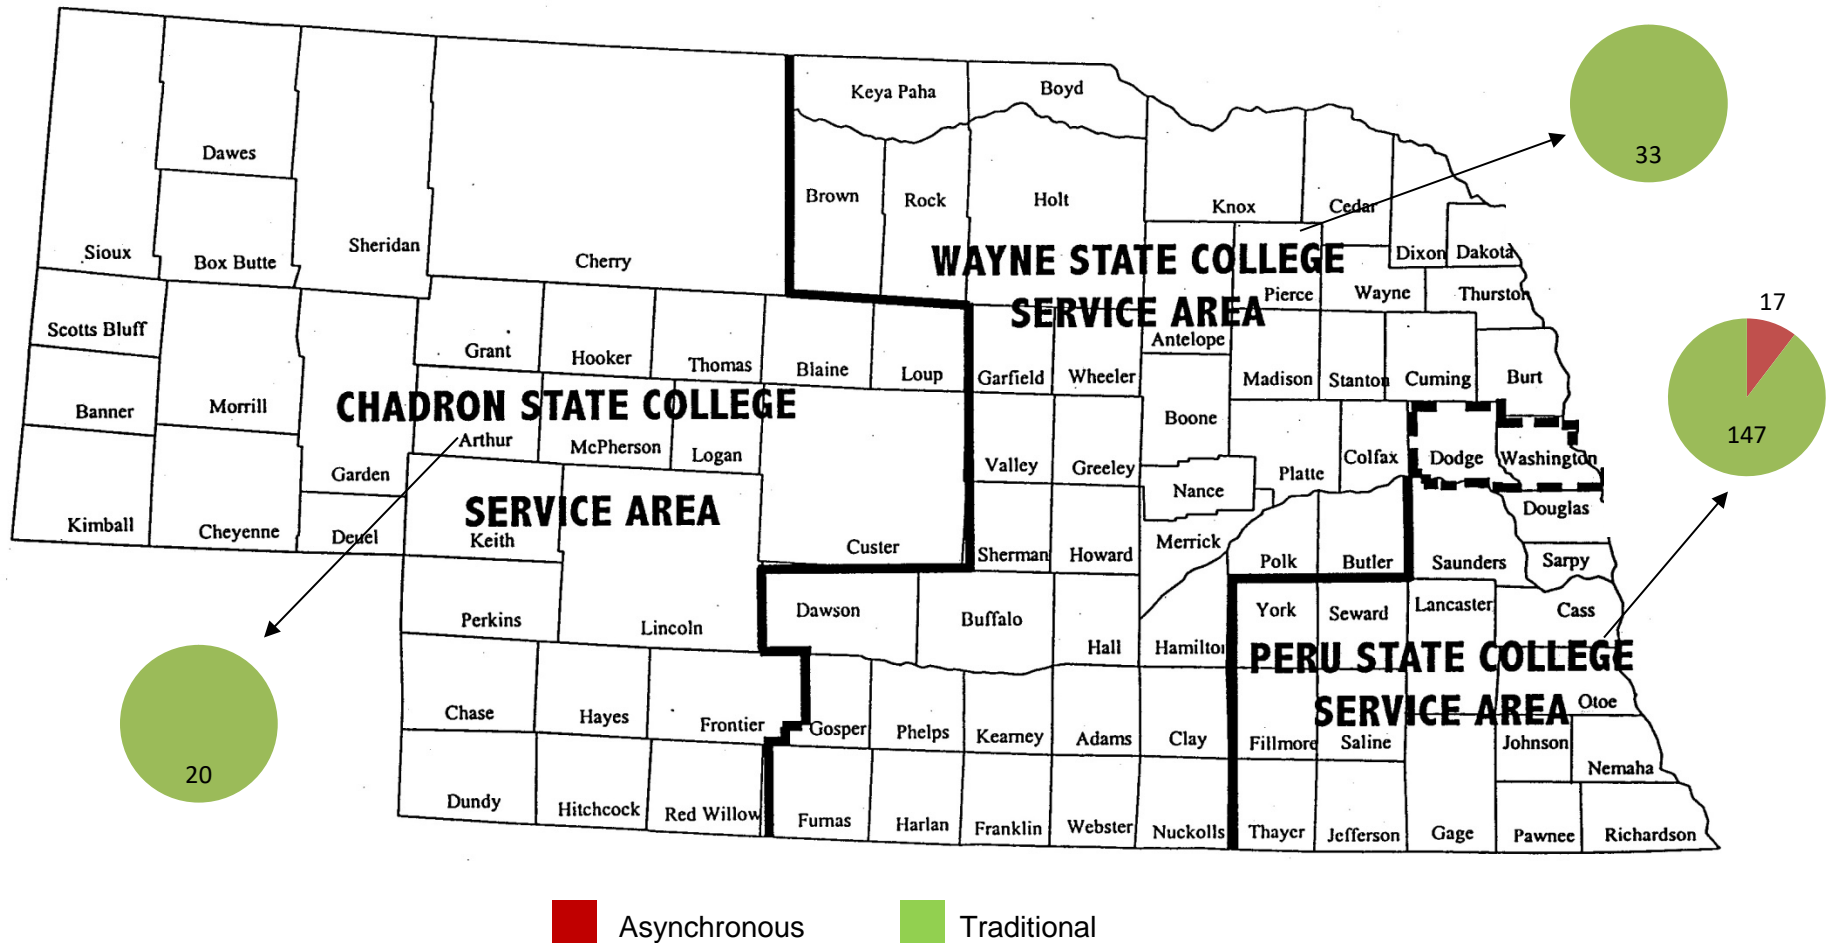 Keya Paha
Boyd
33
Dawes
Brown
Rock
Holt
Knox
Cedar
Sioux
Box Butte
Sheridan
Cherry
Dixon
Dakota
WAYNE STATE COLLEGE
SERVICE AREA
Pierce
Wayne
Thurston
17
Scotts Bluff
Grant
Hooker
Thomas
Blaine
Loup
Garfield
Wheeler
Antelope
Madison
Stanton
Cuming
Burt
Banner
Morrill
CHADRON STATE COLLEGE
SERVICE AREA
Arthur
McPherson
Logan
Boone
147
Garden
Valley
Greeley
Nance
Platte
Colfax
Dodge
Washington
Kimball
Cheyenne
Deuel
Keith
Custer
Sherman
Howard
Merrick
Polk
Butler
Saunders
Douglas
Sarpy
Perkins
Lincoln
Dawson
Buffalo
Hall
Hamilton
York
Seward
Lancaster
Cass
PERU STATE COLLEGE
SERVICE AREA
Otoe
Chase
Hayes
Frontier
Gosper
Phelps
Kearney
Adams
Clay
Fillmore
Saline
Johnson
Nemaha
20
Dundy
Hitchcock
Red Willow
Furnas
Harlan
Franklin
Webster
Nuckolls
Thayer
Jefferson
Gage
Pawnee
Richardson
Asynchronous
Traditional